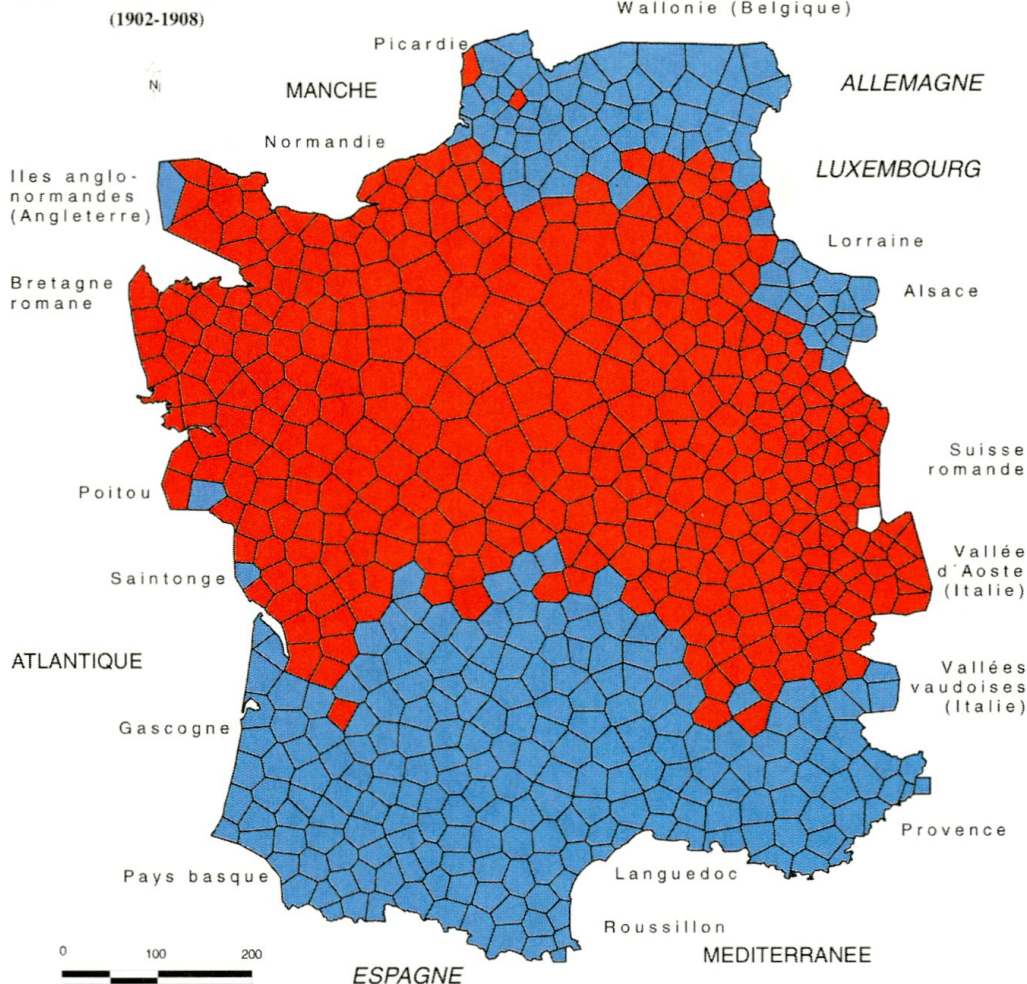 (1902-1908)
Wallonie (Belgique)
Picardie
N
MANCHE
ALLEMAGNE
Normandie
LUXEMBOURG
Iles anglo-
normandes
(Angleterre)
Lorraine
Bretagne
romane
Alsace
Suisse
romande
Poitou
Vallée
d'Aoste
(Italie)
Saintonge
ATLANTIQUE
Vallées
vaudoises
(Italie)
Gascogne
Provence
Pays basque
Languedoc
Roussillon
MEDITERRANEE
0 100 200
ESPAGNE